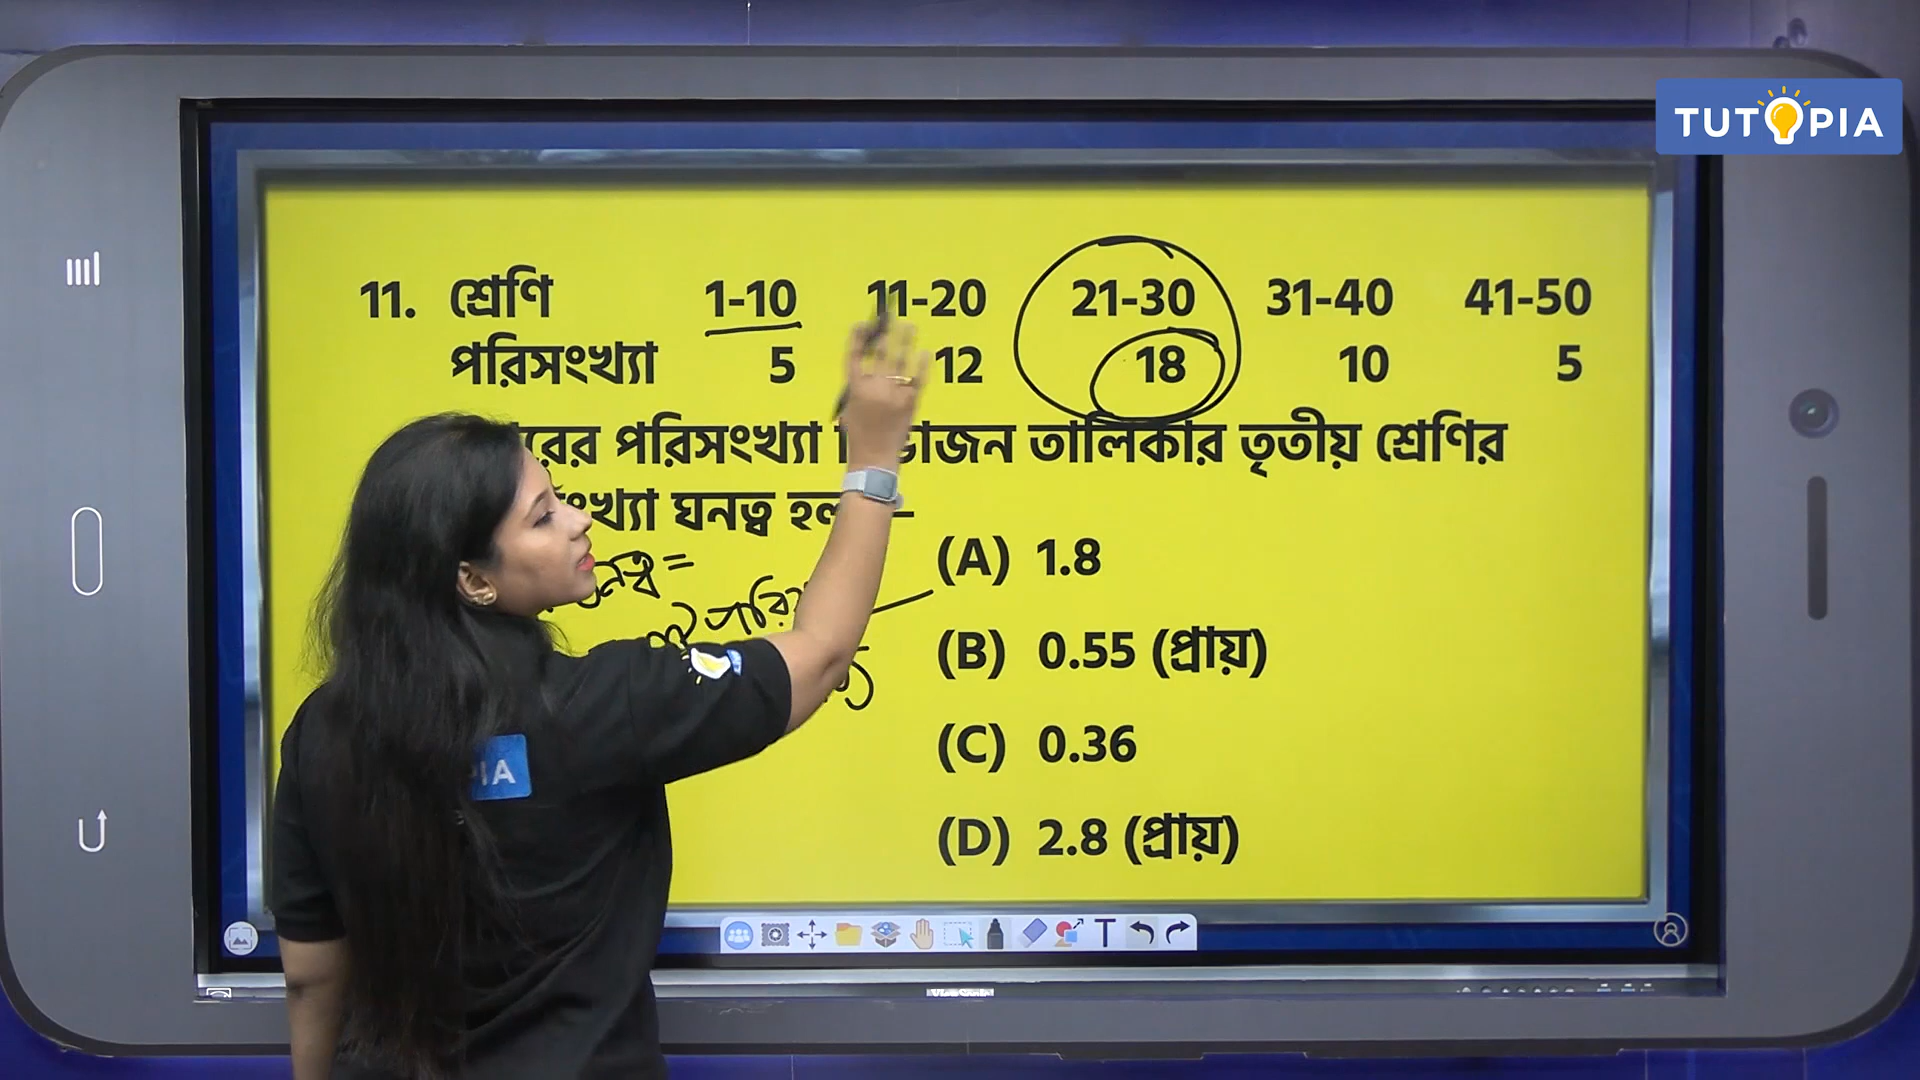 TUTOPIA
11. শ্রেণি 1-10 11-20 21-30 31-40 41-50
পরিসংখ্যা 5 12 18 10 5
পরিসংখ্যা তালিকার তৃতীয় শ্রেণির
ঘনত্ব হল –
(A) 1.8
(B) 0.55 (প্রায়)
(C) 0.36
(D) 2.8 (প্রায়)